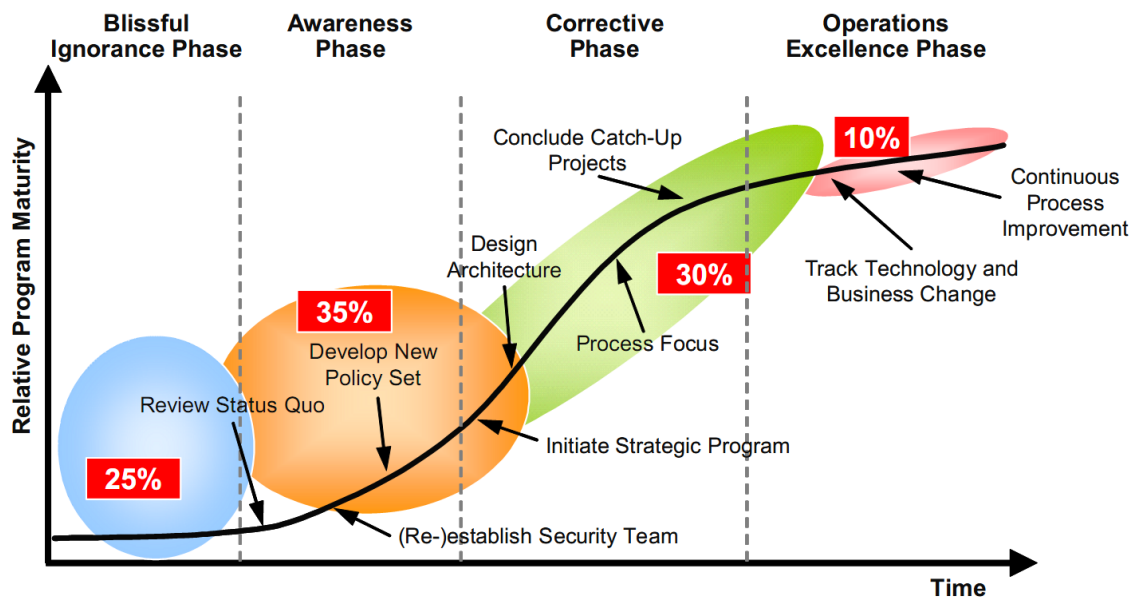 Blissful
Ignorance Phase
Awareness
Phase
Corrective
Phase
Operations
Excellence Phase
Relative Program Maturity
10%
Conclude Catch-Up
Projects
Continuous
Process
Improvement
Design
Architecture
Track Technology and
Business Change
30%
35%
Process Focus
Develop New
Policy Set
Review Status Quo
Initiate Strategic Program
25%
(Re-)establish Security Team
Time